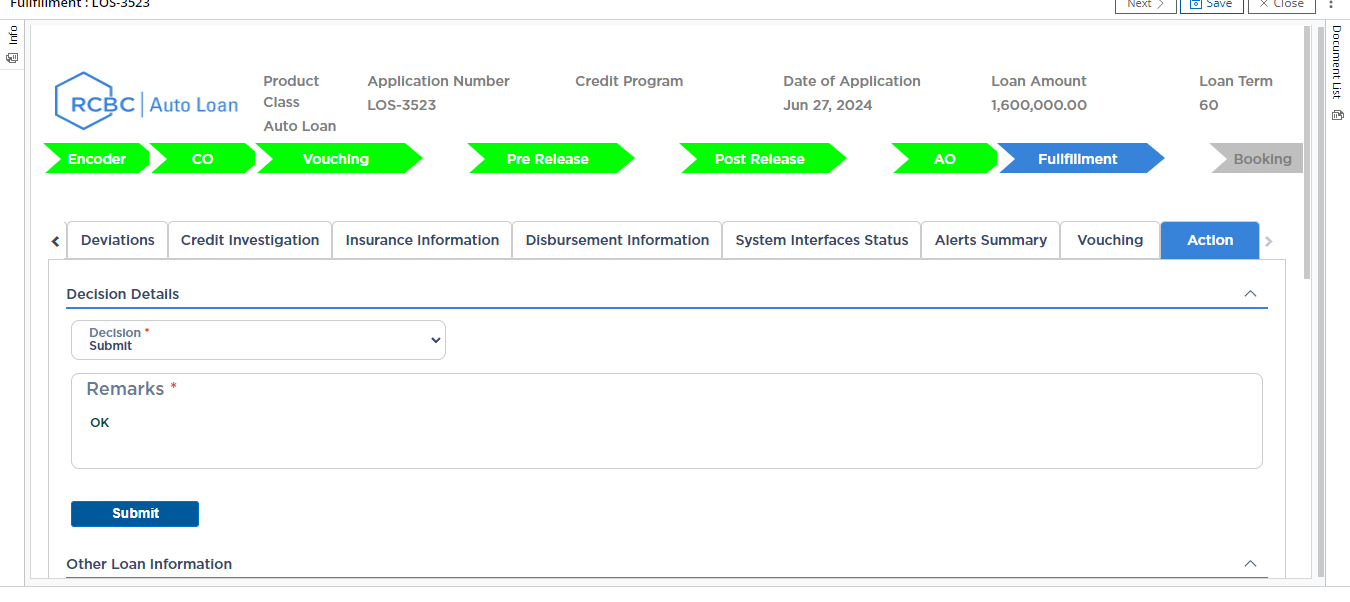 Fullfillment : LOS-3523
Next
Save
Close
Info
Document List
RCBC Auto Loan
Product Class
Auto Loan
Application Number
LOS-3523
Credit Program
Date of Application
Jun 27, 2024
Loan Amount
1,600,000.00
Loan Term
60
Encoder
CO
Vouching
Pre Release
Post Release
AO
Fullfillment
Booking
Deviations
Credit Investigation
Insurance Information
Disbursement Information
System Interfaces Status
Alerts Summary
Vouching
Action
Decision Details
Decision *
Submit
Remarks *
OK
Submit
Other Loan Information